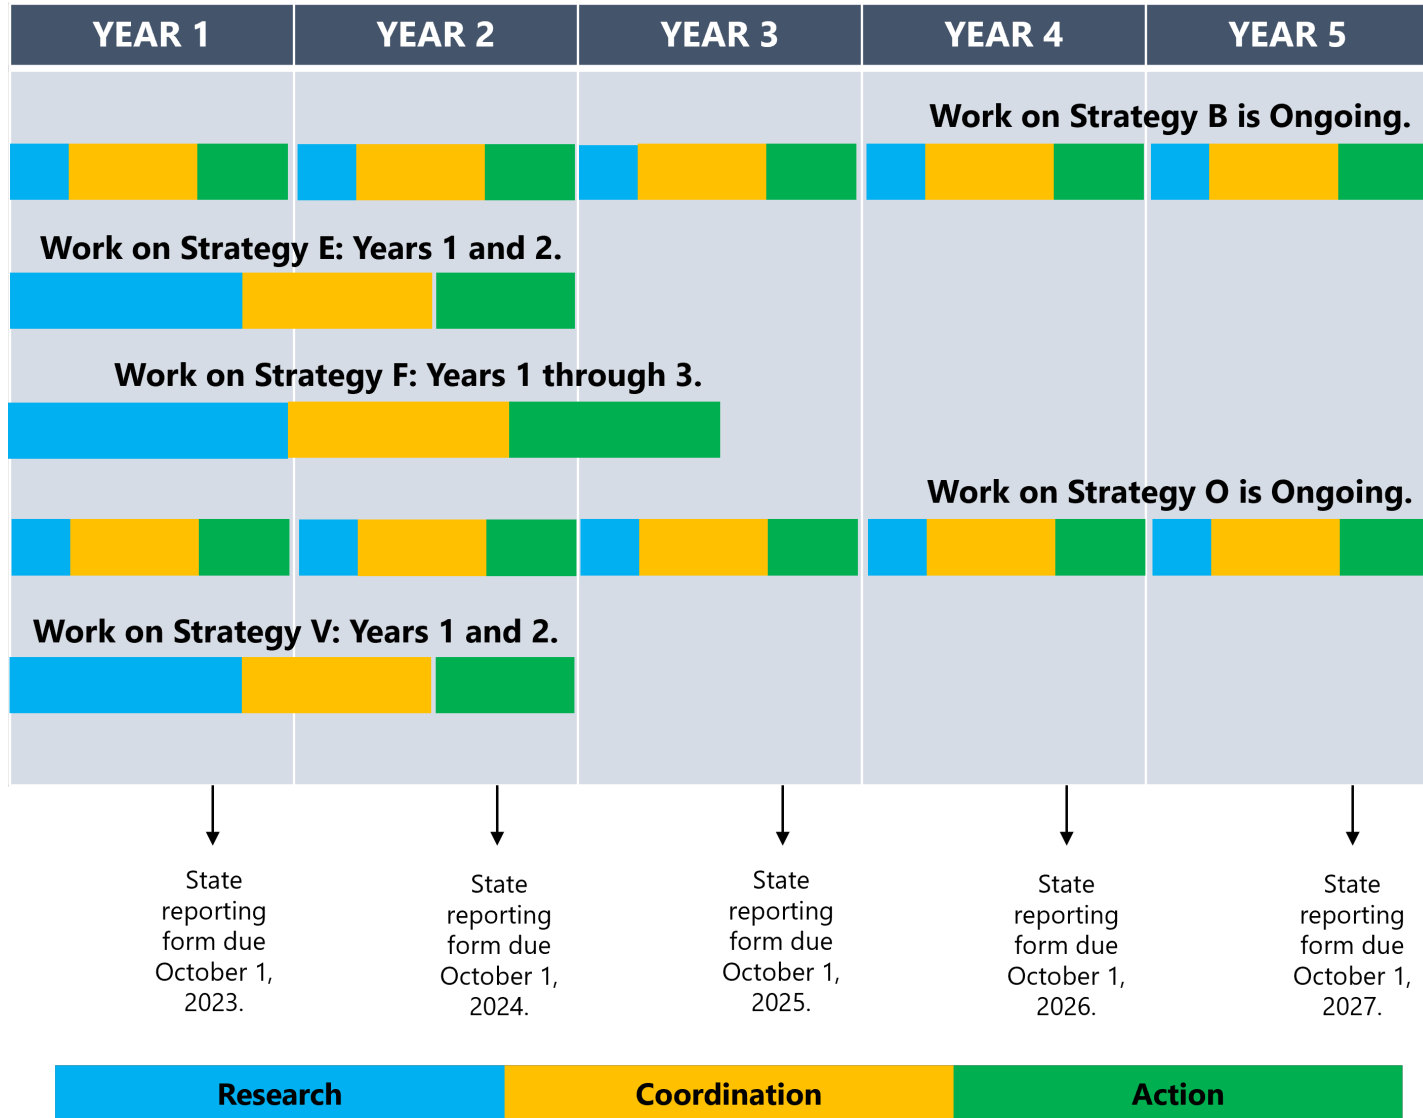 YEAR 1
YEAR 2
YEAR 3
YEAR 4
YEAR 5
Work on Strategy B is Ongoing.
Work on Strategy E: Years 1 and 2.
Work on Strategy F: Years 1 through 3.
Work on Strategy O is Ongoing.
Work on Strategy V: Years 1 and 2.
State
reporting
form due
October 1,
2023.
State
reporting
form due
October 1,
2024.
State
reporting
form due
October 1,
2025.
State
reporting
form due
October 1,
2026.
State
reporting
form due
October 1,
2027.
Research
Coordination
Action